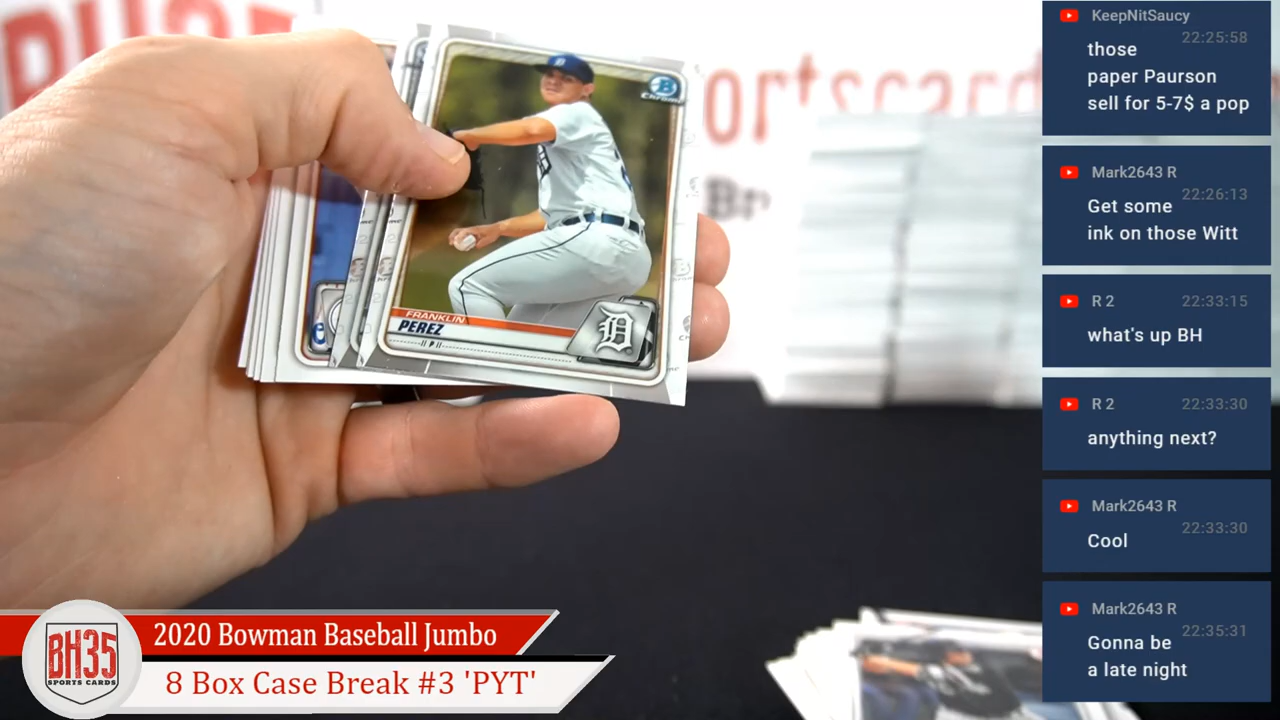 KeepNitSaucy
22:25:58
those
paper Paurson
sell for 5-7$ a pop
Mark2643 R
22:26:13
Get some
ink on those Witt
R 2
22:33:15
what's up BH
R 2
22:33:30
anything next?
Mark2643 R
22:33:30
Cool
Mark2643 R
22:35:31
Gonna be
a late night
ortscard
Br
B
Chrome
D
FRANKLIN
PEREZ
P
BH35
SPORTS CARDS
2020 Bowman Baseball Jumbo
8 Box Case Break #3 'PYT'